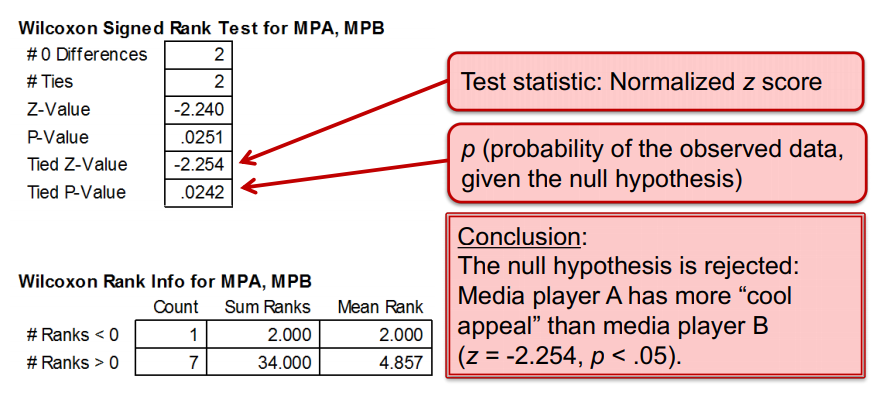 Wilcoxon Signed Rank Test for MPA, MPB
# 0 Differences 2
# Ties 2
Z-Value -2.240
P-Value .0251
Tied Z-Value -2.254
Tied P-Value .0242
Test statistic: Normalized z score
p (probability of the observed data,
given the null hypothesis)
Conclusion:
The null hypothesis is rejected:
Media player A has more “cool
appeal” than media player B
(z = -2.254, p < .05).
Wilcoxon Rank Info for MPA, MPB
Count Sum Ranks Mean Rank
# Ranks < 0 1 2.000 2.000
# Ranks > 0 7 34.000 4.857